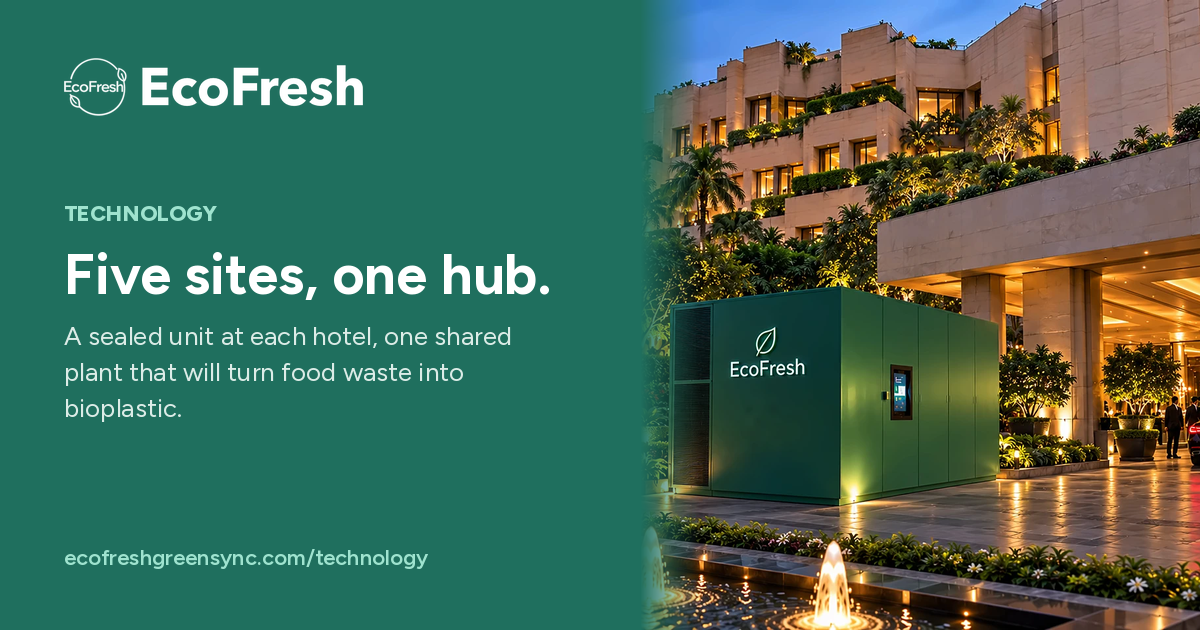 EcoFresh
EcoFresh
TECHNOLOGY
Five sites, one hub.
A sealed unit at each hotel, one shared
plant that will turn food waste into
bioplastic.
ecofreshgreensync.com/technology
EcoFresh